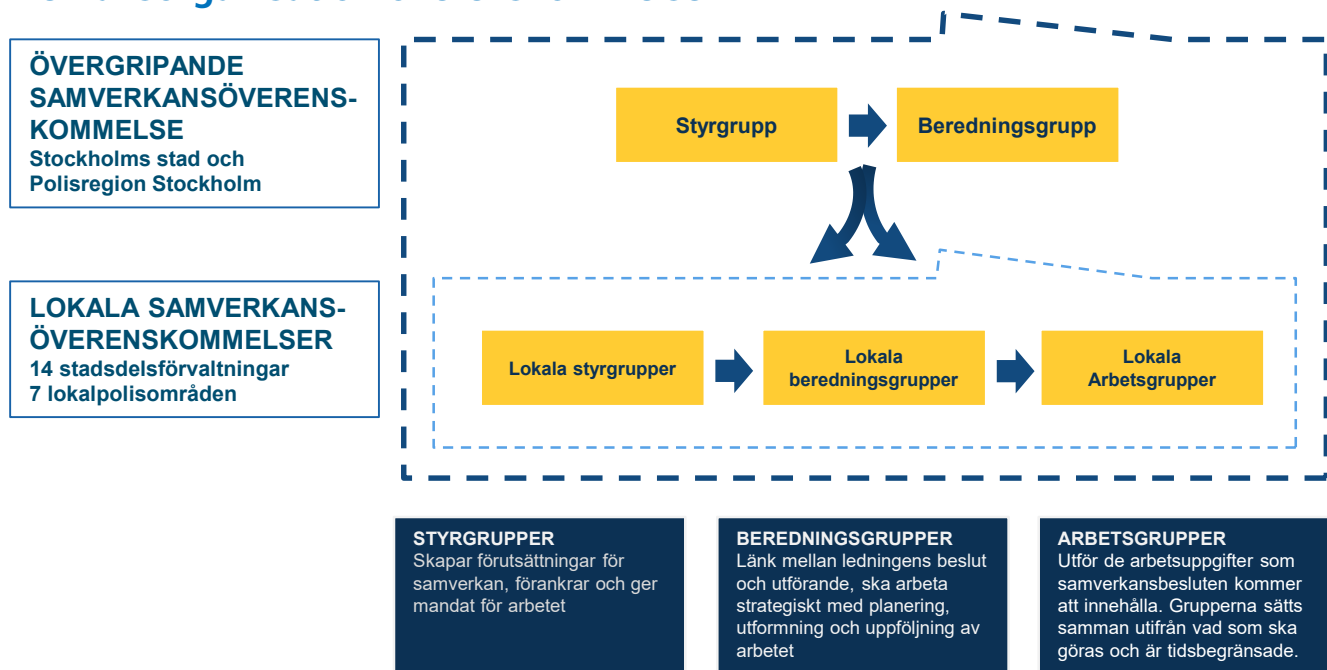 ÖVERGRIPANDE
SAMVERKANSÖVERENS-
KOMMELSE
Stockholms stad och
Polisregion Stockholm
Styrgrupp
Beredningsgrupp
LOKALA SAMVERKANS-
ÖVERENSKOMMELSER
14 stadsdelsförvaltningar
7 lokalpolisområden
Lokala styrgrupper
Lokala
beredningsgrupper
Lokala
Arbetsgrupper
STYRGRUPPER
Skapar förutsättningar för
samverkan, förankrar och ger
mandat för arbetet
BEREDNINGSGRUPPER
Länk mellan ledningens beslut
och utförande, ska arbeta
strategiskt med planering,
utformning och uppföljning av
arbetet
ARBETSGRUPPER
Utför de arbetsuppgifter som
samverkansbesluten kommer
att innehålla. Grupperna sätts
samman utifrån vad som ska
göras och är tidsbegränsade.